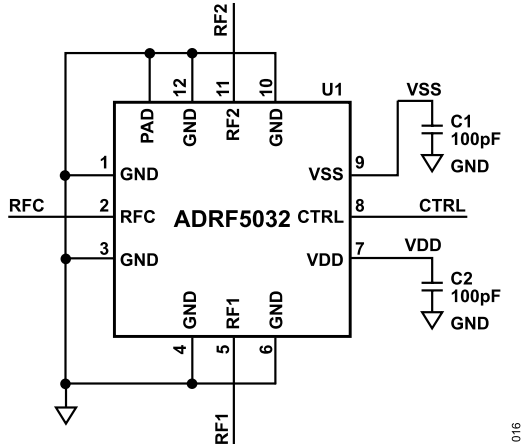 RF2
U1
12
11
10
PAD
GND
RF2
GND
VSS
C1
100pF
GND
1
GND
VSS
9
RFC
2
RFC
ADRF5032
CTRL
8
CTRL
3
GND
VDD
7
VDD
C2
100pF
GND
GND
RF1
GND
4
5
6
RF1
016